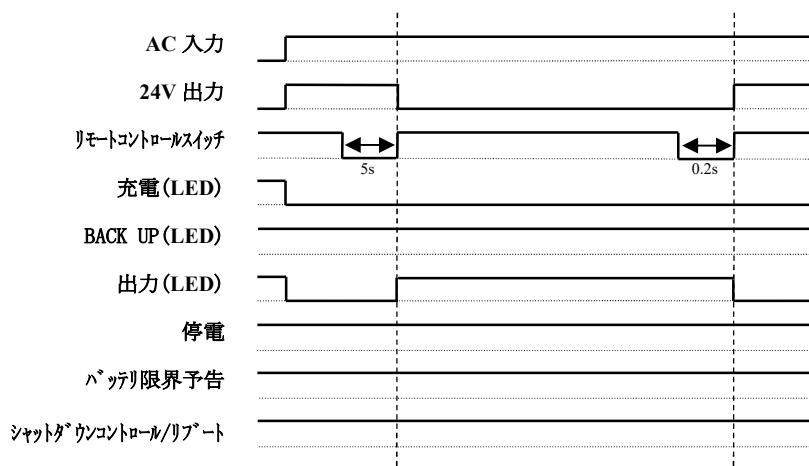 AC 入力
24V 出力
ﾘﾓｰﾄｺﾝﾄﾛｰﾙｽｲｯﾁ
5s
0.2s
充電(LED)
BACK UP(LED)
出力(LED)
停電
ﾊﾞｯﾃﾘ限界予告
ｼｬｯﾄﾀﾞｳﾝｺﾝﾄﾛｰﾙ/ﾘﾌﾞｰﾄ